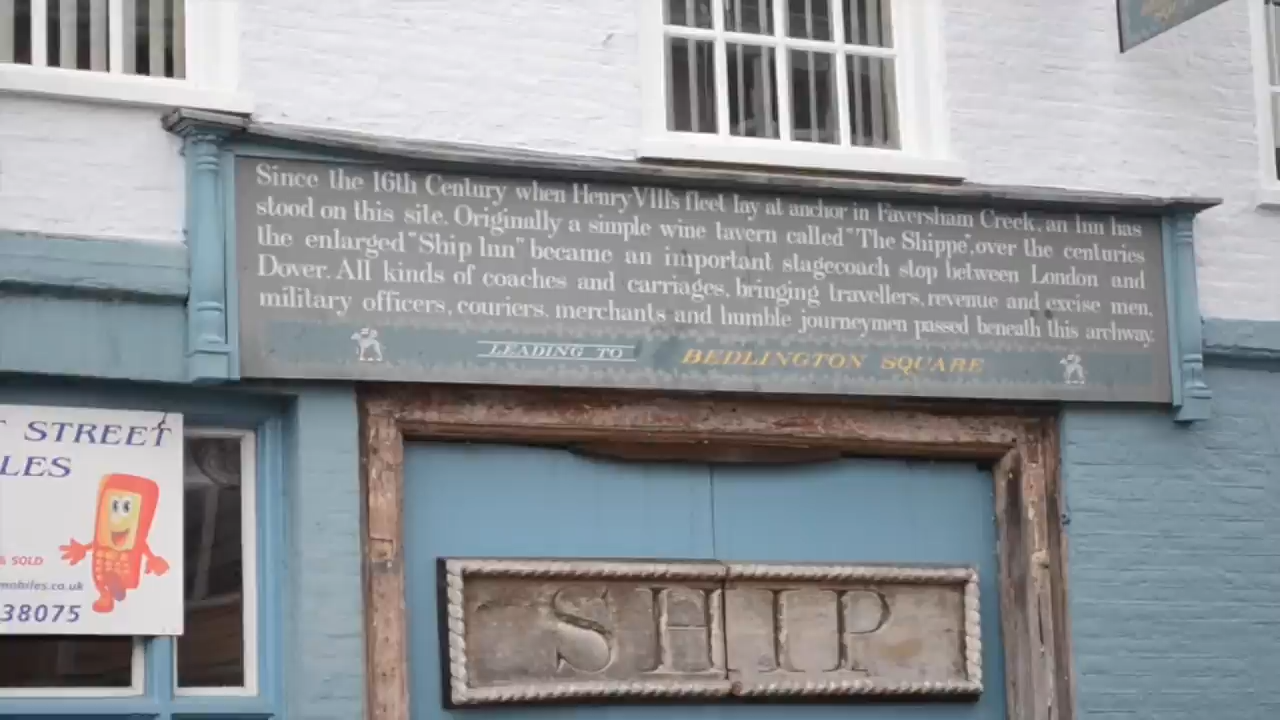 Since the 16th Century when Henry VIII's fleet lay at anchor in Faversham Creek, an Inn has
stood on this site. Originally a simple wine tavern called "The Shippe", over the centuries
the enlarged "Ship Inn" became an important stagecoach stop between London and
Dover. All kinds of coaches and carriages, bringing travellers, revenue and excise men,
military officers, couriers, merchants and humble journeymen passed beneath this archway.
LEADING TO BEDLINGTON SQUARE
STREET
LES
& SOLD
mobiles.co.uk
38075
SHIP